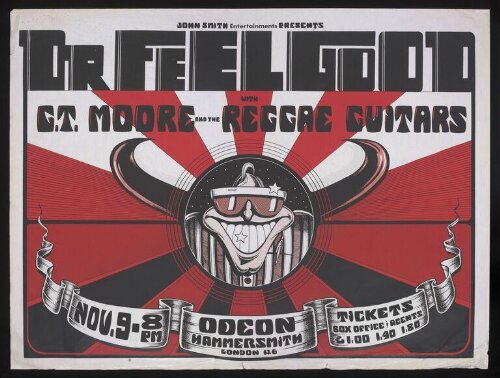 JOHN SMITH Entertainments PRESENTS
DR FEELGOOD
WITH
G.T. MOORE AND THE REGGAE GUITARS
NOV. 9 - 8 PM
ODEON
HAMMERSMITH
LONDON W.6
TICKETS
BOX OFFICE & AGENTS
£1.00 1.40 1.80